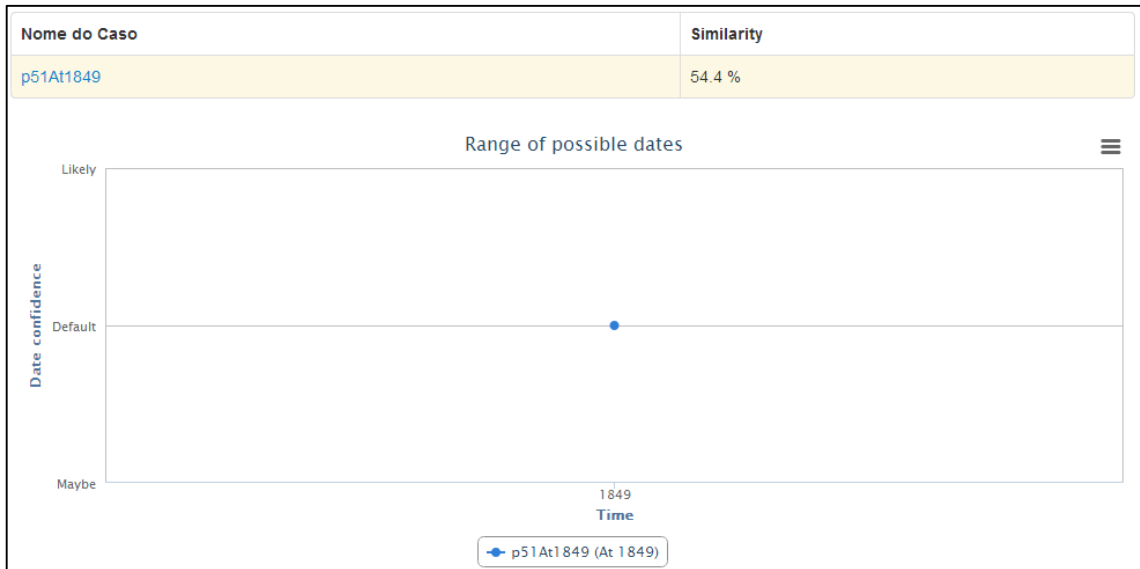 Nome do Caso Similarity
p51At1849 54.4 %
Range of possible dates
Likely
Date confidence
Default
Maybe
1849
Time
p51At1849 (At 1849)